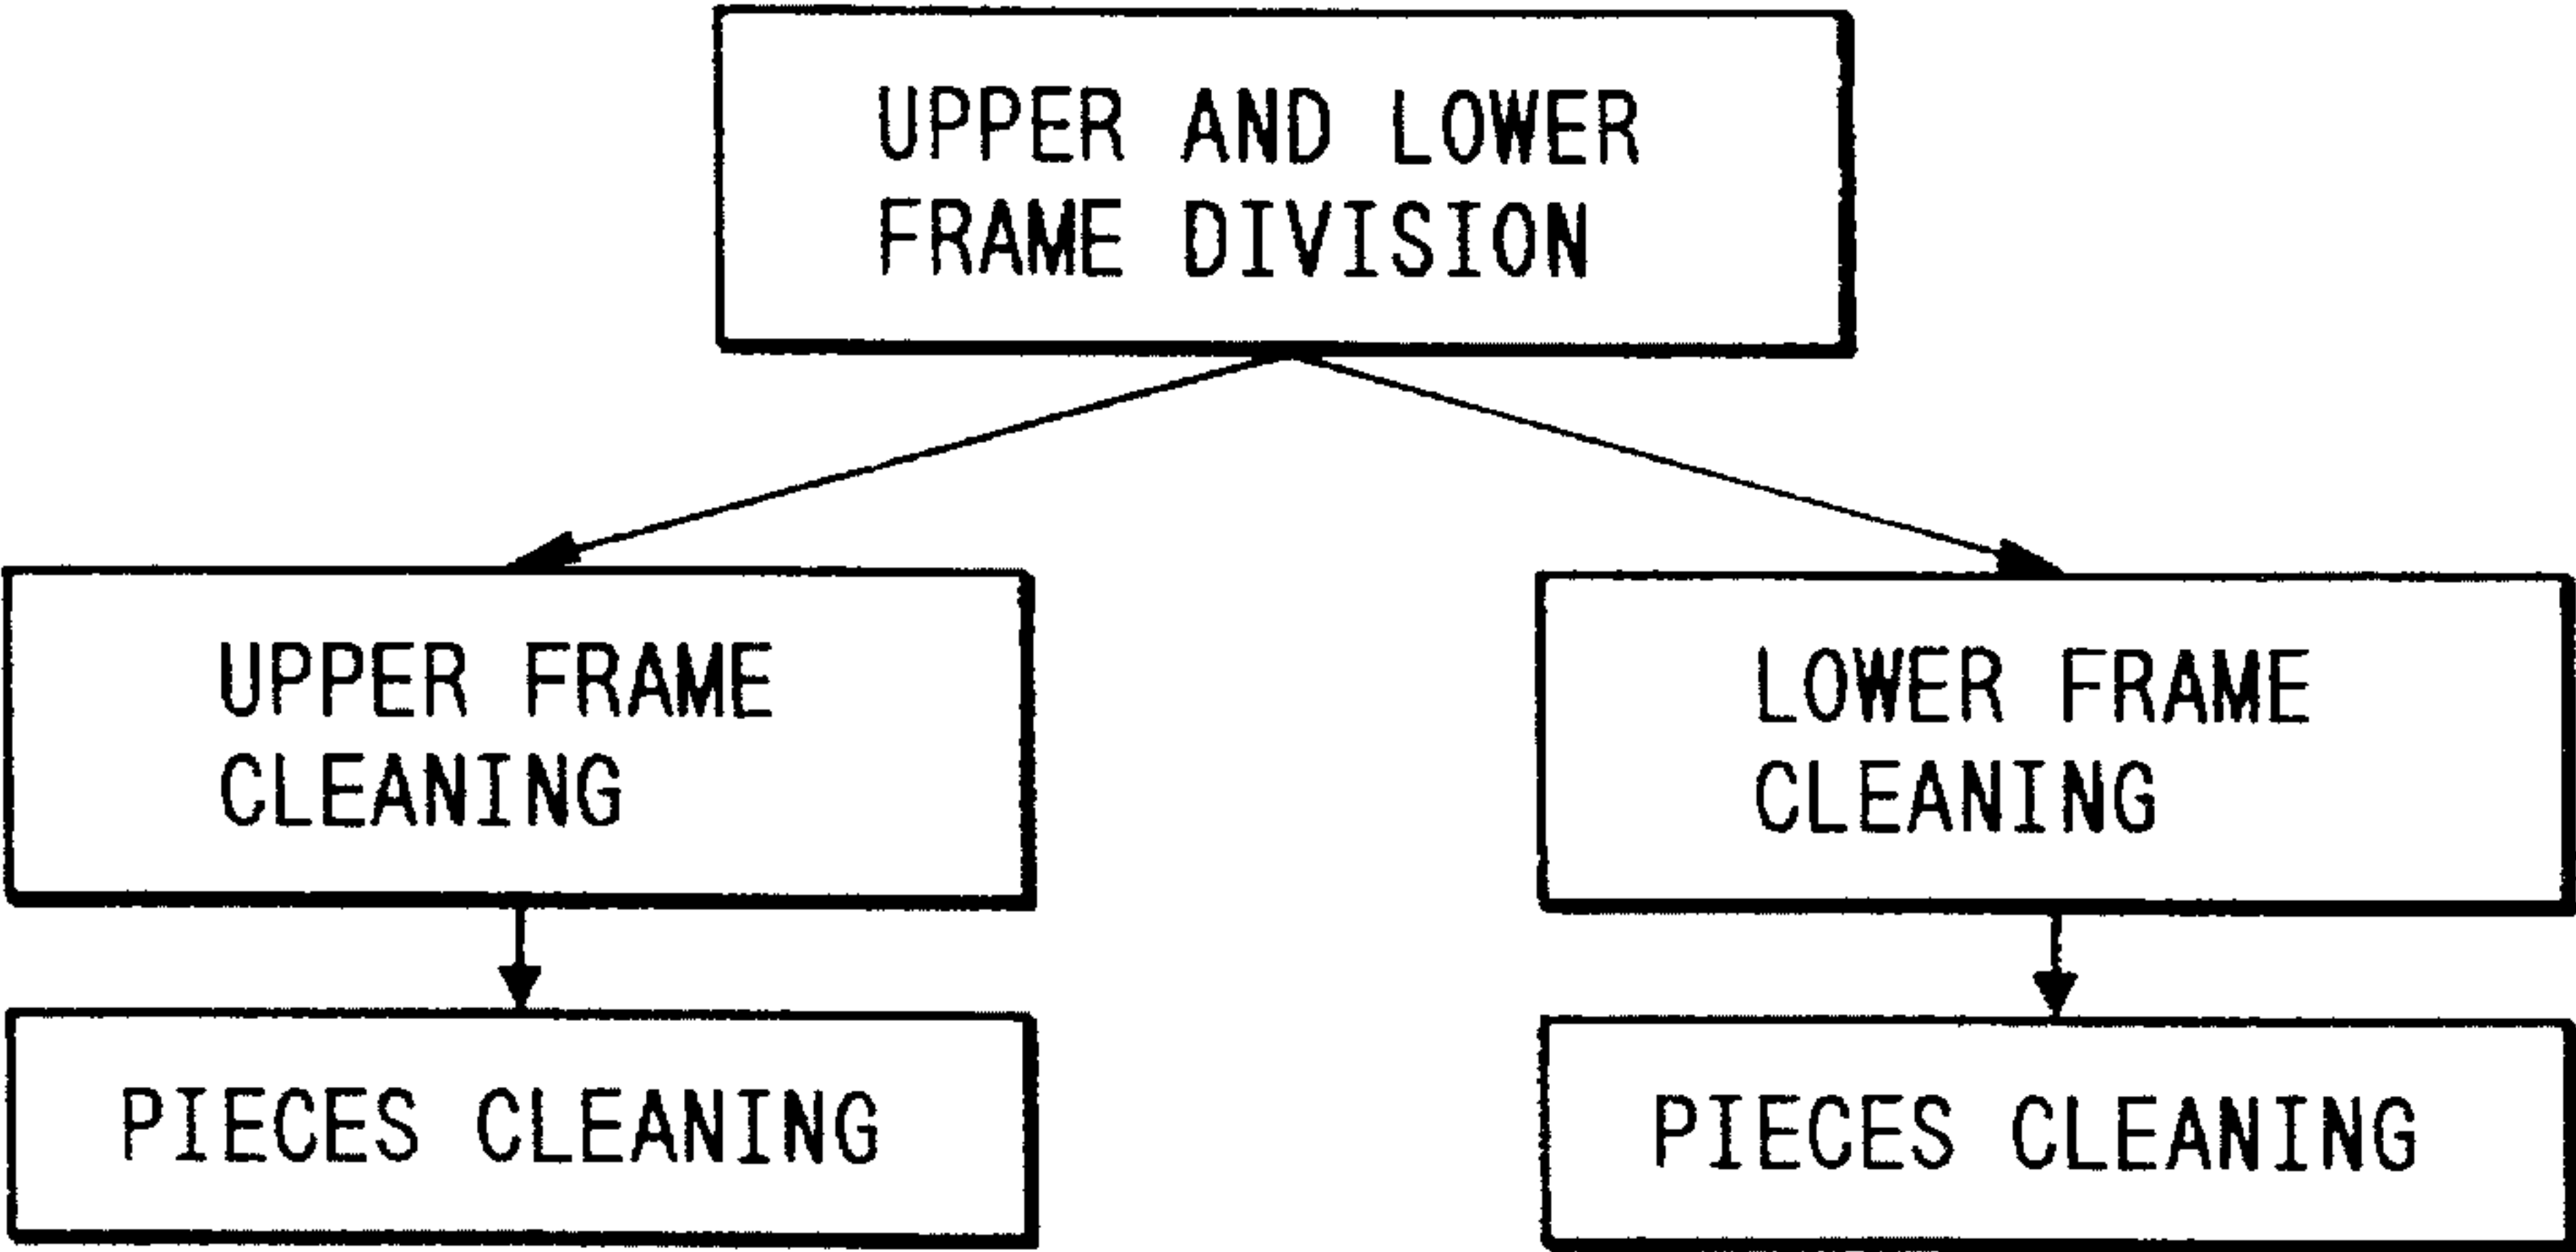 UPPER AND LOWER
FRAME DIVISION
UPPER FRAME
CLEANING
LOWER FRAME
CLEANING
PIECES CLEANING
PIECES CLEANING